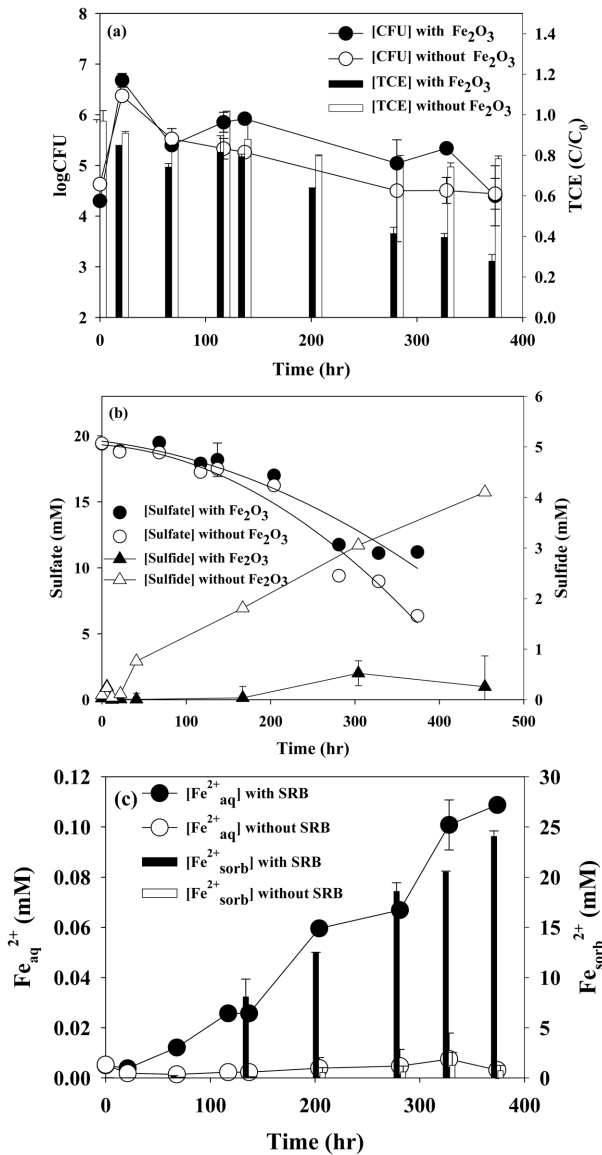 (a)
[CFU] with Fe2O3
[CFU] without Fe2O3
[TCE] with Fe2O3
[TCE] without Fe2O3
8
7
6
5
4
3
2
logCFU
1.4
1.2
1.0
0.8
0.6
0.4
0.2
0.0
TCE (C/C0)
0 100 200 300 400
Time (hr)
(b)
[Sulfate] with Fe2O3
[Sulfate] without Fe2O3
[Sulfide] with Fe2O3
[Sulfide] without Fe2O3
20
15
10
5
0
Sulfate (mM)
6
5
4
3
2
1
0
Sulfide (mM)
0 100 200 300 400 500
Time (hr)
(c)
[Fe2+aq] with SRB
[Fe2+aq] without SRB
[Fe2+sorb] with SRB
[Fe2+sorb] without SRB
0.12
0.10
0.08
0.06
0.04
0.02
0.00
Feaq2+ (mM)
30
25
20
15
10
5
0
Fesorb2+ (mM)
0 100 200 300 400
Time (hr)